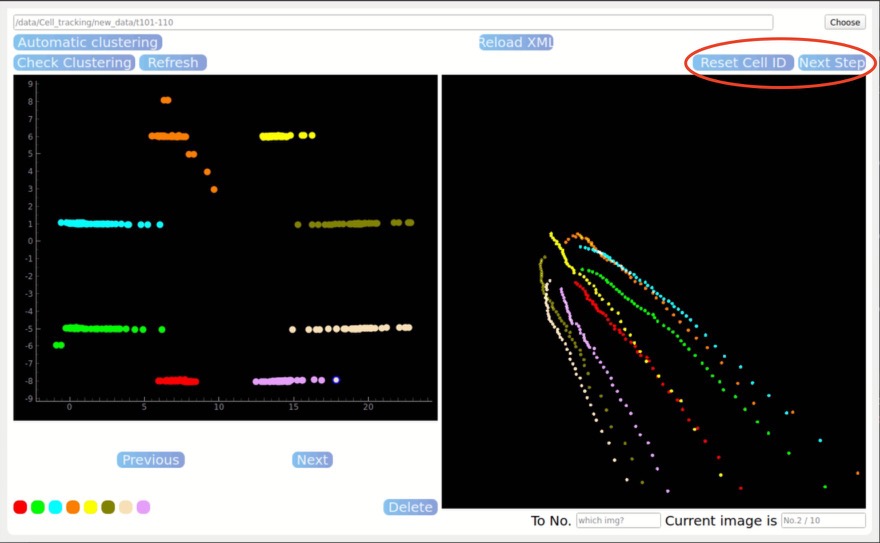 /data/Cell_tracking/new_data/t101-110 Choose
Automatic clustering Reload XML
Check Clustering Refresh Reset Cell ID Next Step
9
8
7
6
5
4
3
2
1
0
-1
-2
-3
-4
-5
-6
-7
-8
-9
0 5 10 15 20
Previous Next
Delete
To No. which img? Current image is No.2 / 10